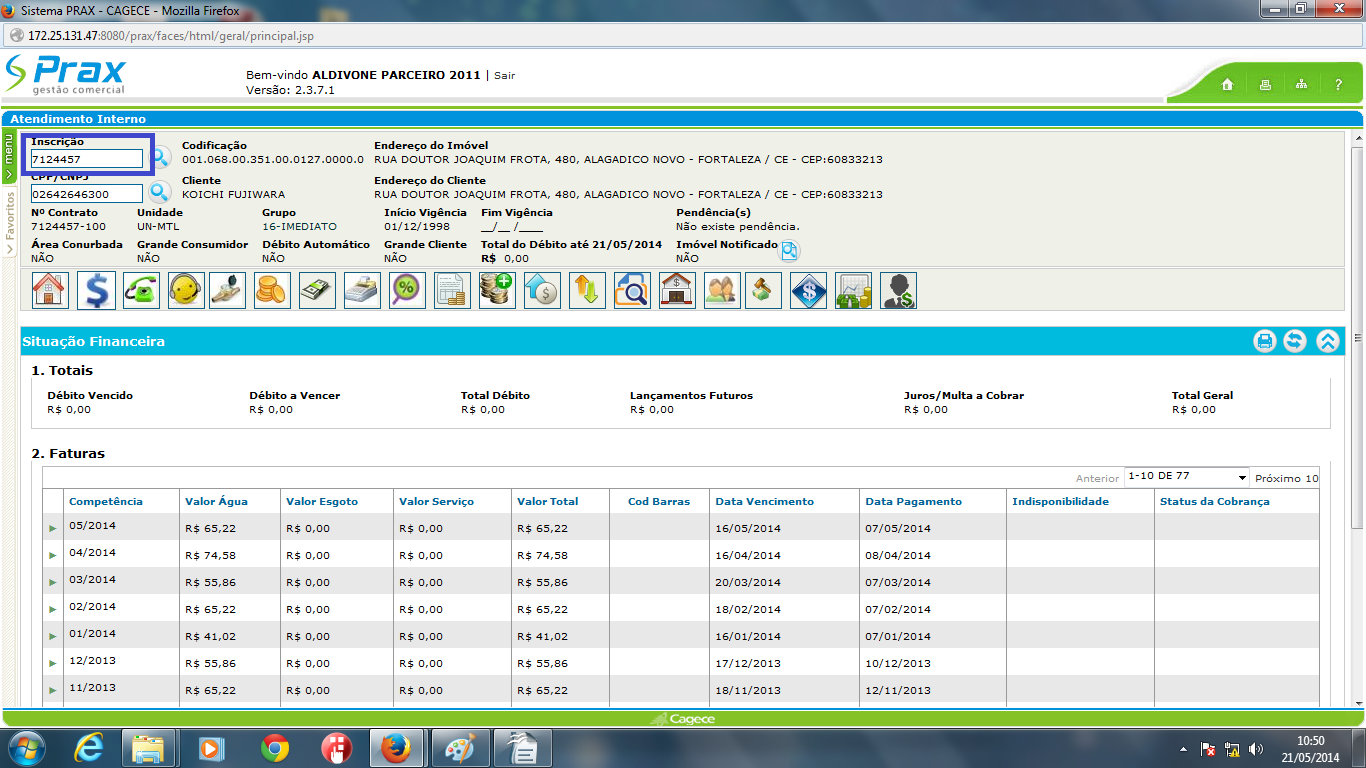 Sistema PRAX - CAGECE - Mozilla Firefox
172.25.131.47:8080/prax/faces/html/geral/principal.jsp
Prax
gestão comercial
Bem-vindo ALDIVONE PARCEIRO 2011 | Sair
Versão: 2.3.7.1
?
Atendimento Interno
menu
Favoritos
Inscrição Codificação Endereço do Imóvel
7124457 001.068.00.351.00.0127.0000.0 RUA DOUTOR JOAQUIM FROTA, 480, ALAGADICO NOVO - FORTALEZA / CE - CEP:60833213
CPF/CNPJ Cliente Endereço do Cliente
02642646300 KOICHI FUJIWARA RUA DOUTOR JOAQUIM FROTA, 480, ALAGADICO NOVO - FORTALEZA / CE - CEP:60833213
Nº Contrato Unidade Grupo Início Vigência Fim Vigência Pendência(s)
7124457-100 UN-MTL 16-IMEDIATO 01/12/1998 __/__ /____ Não existe pendência.
Área Conurbada Grande Consumidor Débito Automático Grande Cliente Total do Débito até 21/05/2014 Imóvel Notificado
NÃO NÃO NÃO NÃO R$ 0,00 NÃO
Situação Financeira
1. Totais
Débito Vencido Débito a Vencer Total Débito Lançamentos Futuros Juros/Multa a Cobrar Total Geral
R$ 0,00 R$ 0,00 R$ 0,00 R$ 0,00 R$ 0,00 R$ 0,00
2. Faturas
Anterior 1-10 DE 77 Próximo 10
Competência Valor Água Valor Esgoto Valor Serviço Valor Total Cod Barras Data Vencimento Data Pagamento Indisponibilidade Status da Cobrança
05/2014 R$ 65,22 R$ 0,00 R$ 0,00 R$ 65,22 16/05/2014 07/05/2014
04/2014 R$ 74,58 R$ 0,00 R$ 0,00 R$ 74,58 16/04/2014 08/04/2014
03/2014 R$ 55,86 R$ 0,00 R$ 0,00 R$ 55,86 20/03/2014 07/03/2014
02/2014 R$ 65,22 R$ 0,00 R$ 0,00 R$ 65,22 18/02/2014 07/02/2014
01/2014 R$ 41,02 R$ 0,00 R$ 0,00 R$ 41,02 16/01/2014 07/01/2014
12/2013 R$ 55,86 R$ 0,00 R$ 0,00 R$ 55,86 17/12/2013 10/12/2013
11/2013 R$ 65,22 R$ 0,00 R$ 0,00 R$ 65,22 18/11/2013 12/11/2013
Cagece
10:50
21/05/2014